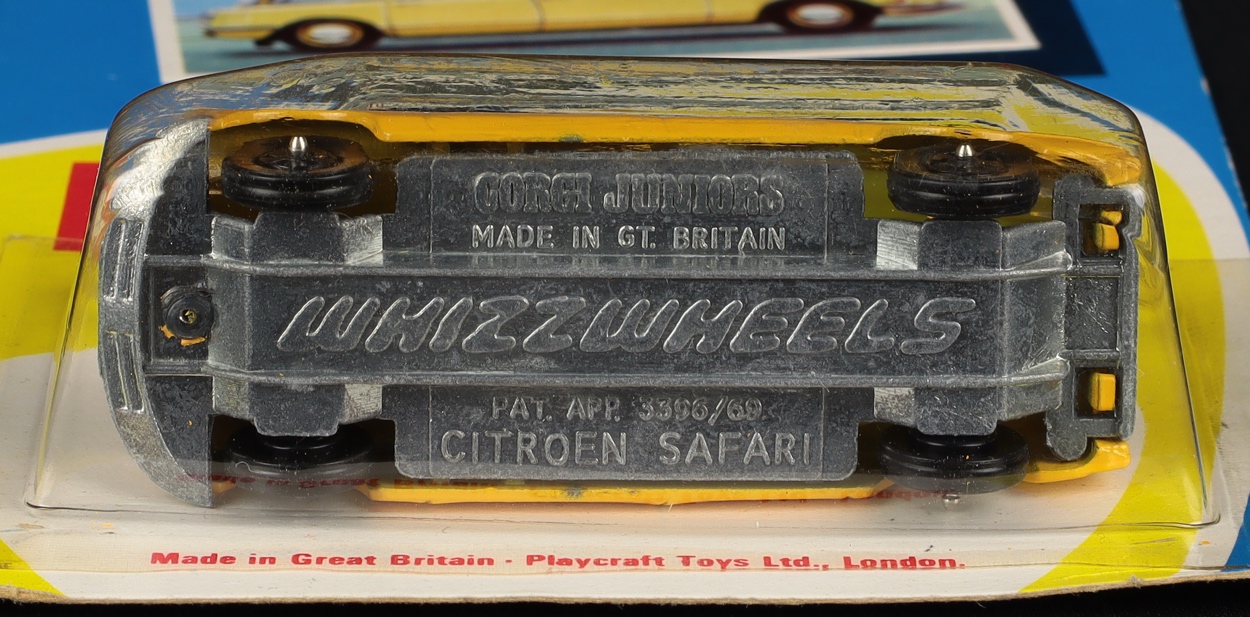 CORGI JUNIORS
MADE IN GT. BRITAIN
WHIZZWHEELS
PAT. APP. 3396/69
CITROEN SAFARI
Made in Great Britain · Playcraft Toys Ltd., London.